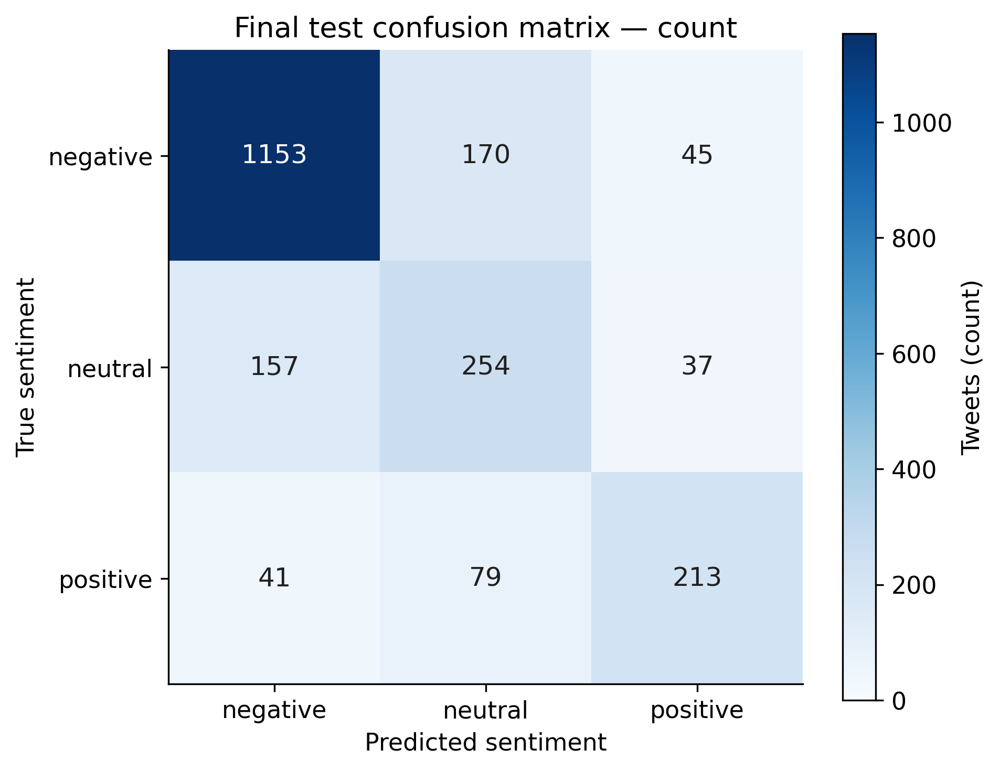 Final test confusion matrix — count
True sentiment
negative
1153 170 45
neutral
157 254 37
positive
41 79 213
negative neutral positive
Predicted sentiment
1000
800
600
400
200
0
Tweets (count)